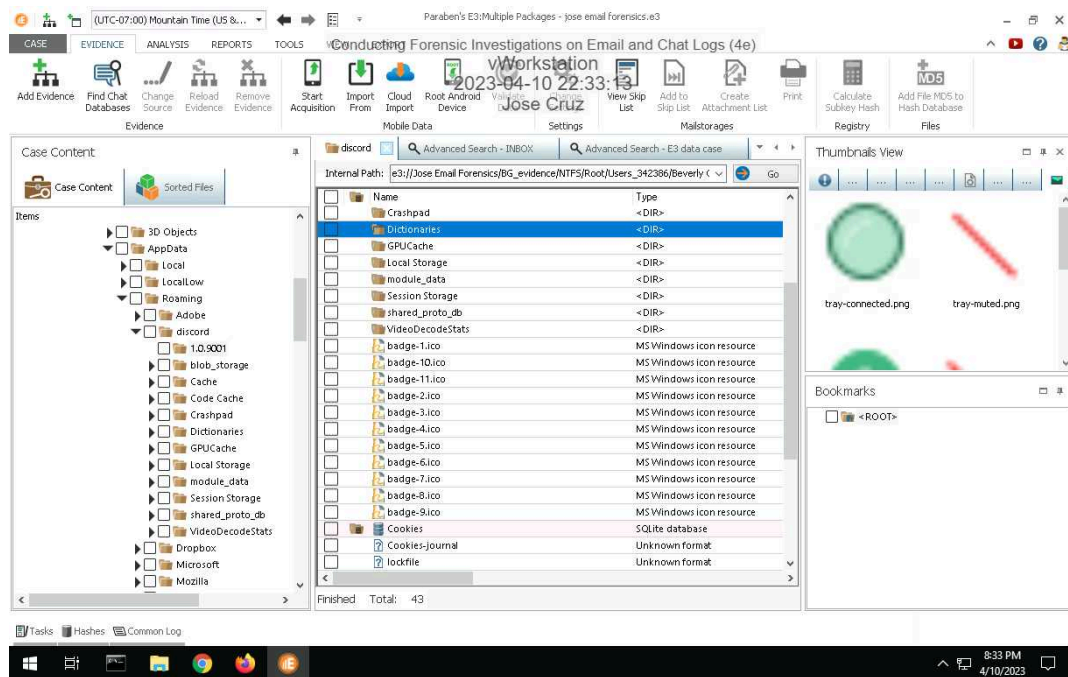 (UTC-07:00) Mountain Time (US &...
Paraben's E3:Multiple Packages - jose email forensics.e3
CASE EVIDENCE ANALYSIS REPORTS TOOLS
Conducting Forensic Investigations on Email and Chat Logs (4e)
vWorkstation
2023-04-10 22:33:13
Jose Cruz
Add Evidence
Find Chat Databases
Change Source
Reload Evidence
Remove Evidence
Start Acquisition
Import From
Cloud Import
Root Android Device
View Skip List
Add to Skip List
Create Attachment List
Print
Calculate Subkey Hash
MD5
Add File MD5 to Hash Database
Evidence
Mobile Data
Settings
Mailstorages
Registry
Files
Case Content
Case Content
Sorted Files
Items
3D Objects
AppData
Local
LocalLow
Roaming
Adobe
discord
1.0.9001
blob_storage
Cache
Code Cache
Crashpad
Dictionaries
GPUCache
Local Storage
module_data
Session Storage
shared_proto_db
VideoDecodeStats
Dropbox
Microsoft
Mozilla
discord
Advanced Search - INBOX
Advanced Search - E3 data case
Internal Path: e3://Jose Email Forensics/BG_evidence/NTFS/Root/Users_342386/Beverly (
Go
Name Type
Crashpad <DIR>
Dictionaries <DIR>
GPUCache <DIR>
Local Storage <DIR>
module_data <DIR>
Session Storage <DIR>
shared_proto_db <DIR>
VideoDecodeStats <DIR>
badge-1.ico MS Windows icon resource
badge-10.ico MS Windows icon resource
badge-11.ico MS Windows icon resource
badge-2.ico MS Windows icon resource
badge-3.ico MS Windows icon resource
badge-4.ico MS Windows icon resource
badge-5.ico MS Windows icon resource
badge-6.ico MS Windows icon resource
badge-7.ico MS Windows icon resource
badge-8.ico MS Windows icon resource
badge-9.ico MS Windows icon resource
Cookies SQLite database
Cookies-journal Unknown format
lockfile Unknown format
Finished Total: 43
Thumbnails View
... ... ... ... ... ...
tray-connected.png
tray-muted.png
Bookmarks
<ROOT>
Tasks Hashes Common Log
8:33 PM
4/10/2023